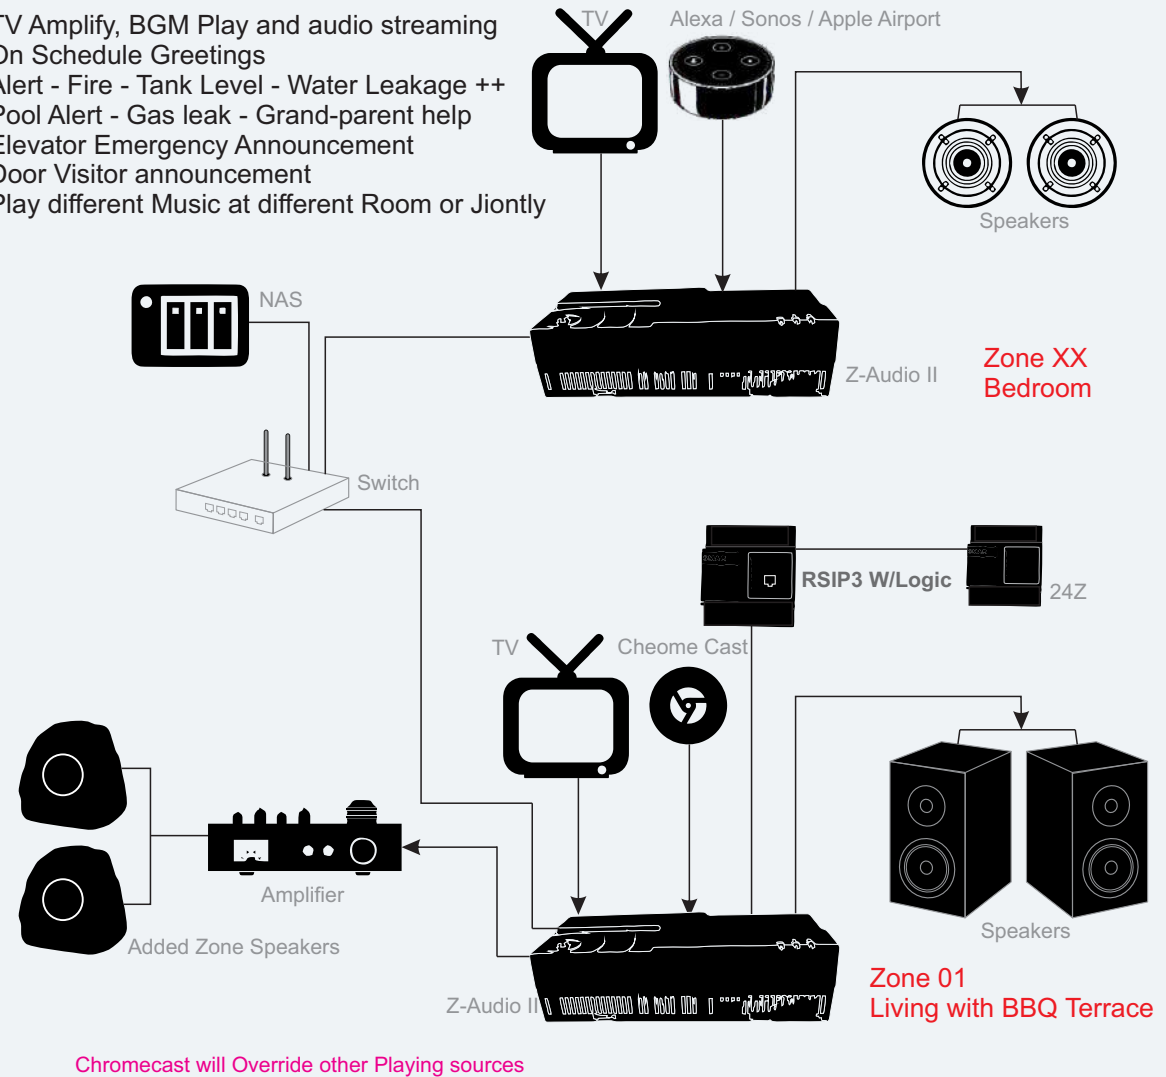 TV Amplify, BGM Play and audio streaming
On Schedule Greetings
Alert - Fire - Tank Level - Water Leakage ++
Pool Alert - Gas leak - Grand-parent help
Elevator Emergency Announcement
Door Visitor announcement
Play different Music at different Room or Jiontly
TV
Alexa / Sonos / Apple Airport
Speakers
NAS
Z-Audio II
Zone XX
Bedroom
Switch
RSIP3 W/Logic
24Z
TV
Cheome Cast
Amplifier
Added Zone Speakers
Speakers
Z-Audio II
Zone 01
Living with BBQ Terrace
Chromecast will Override other Playing sources